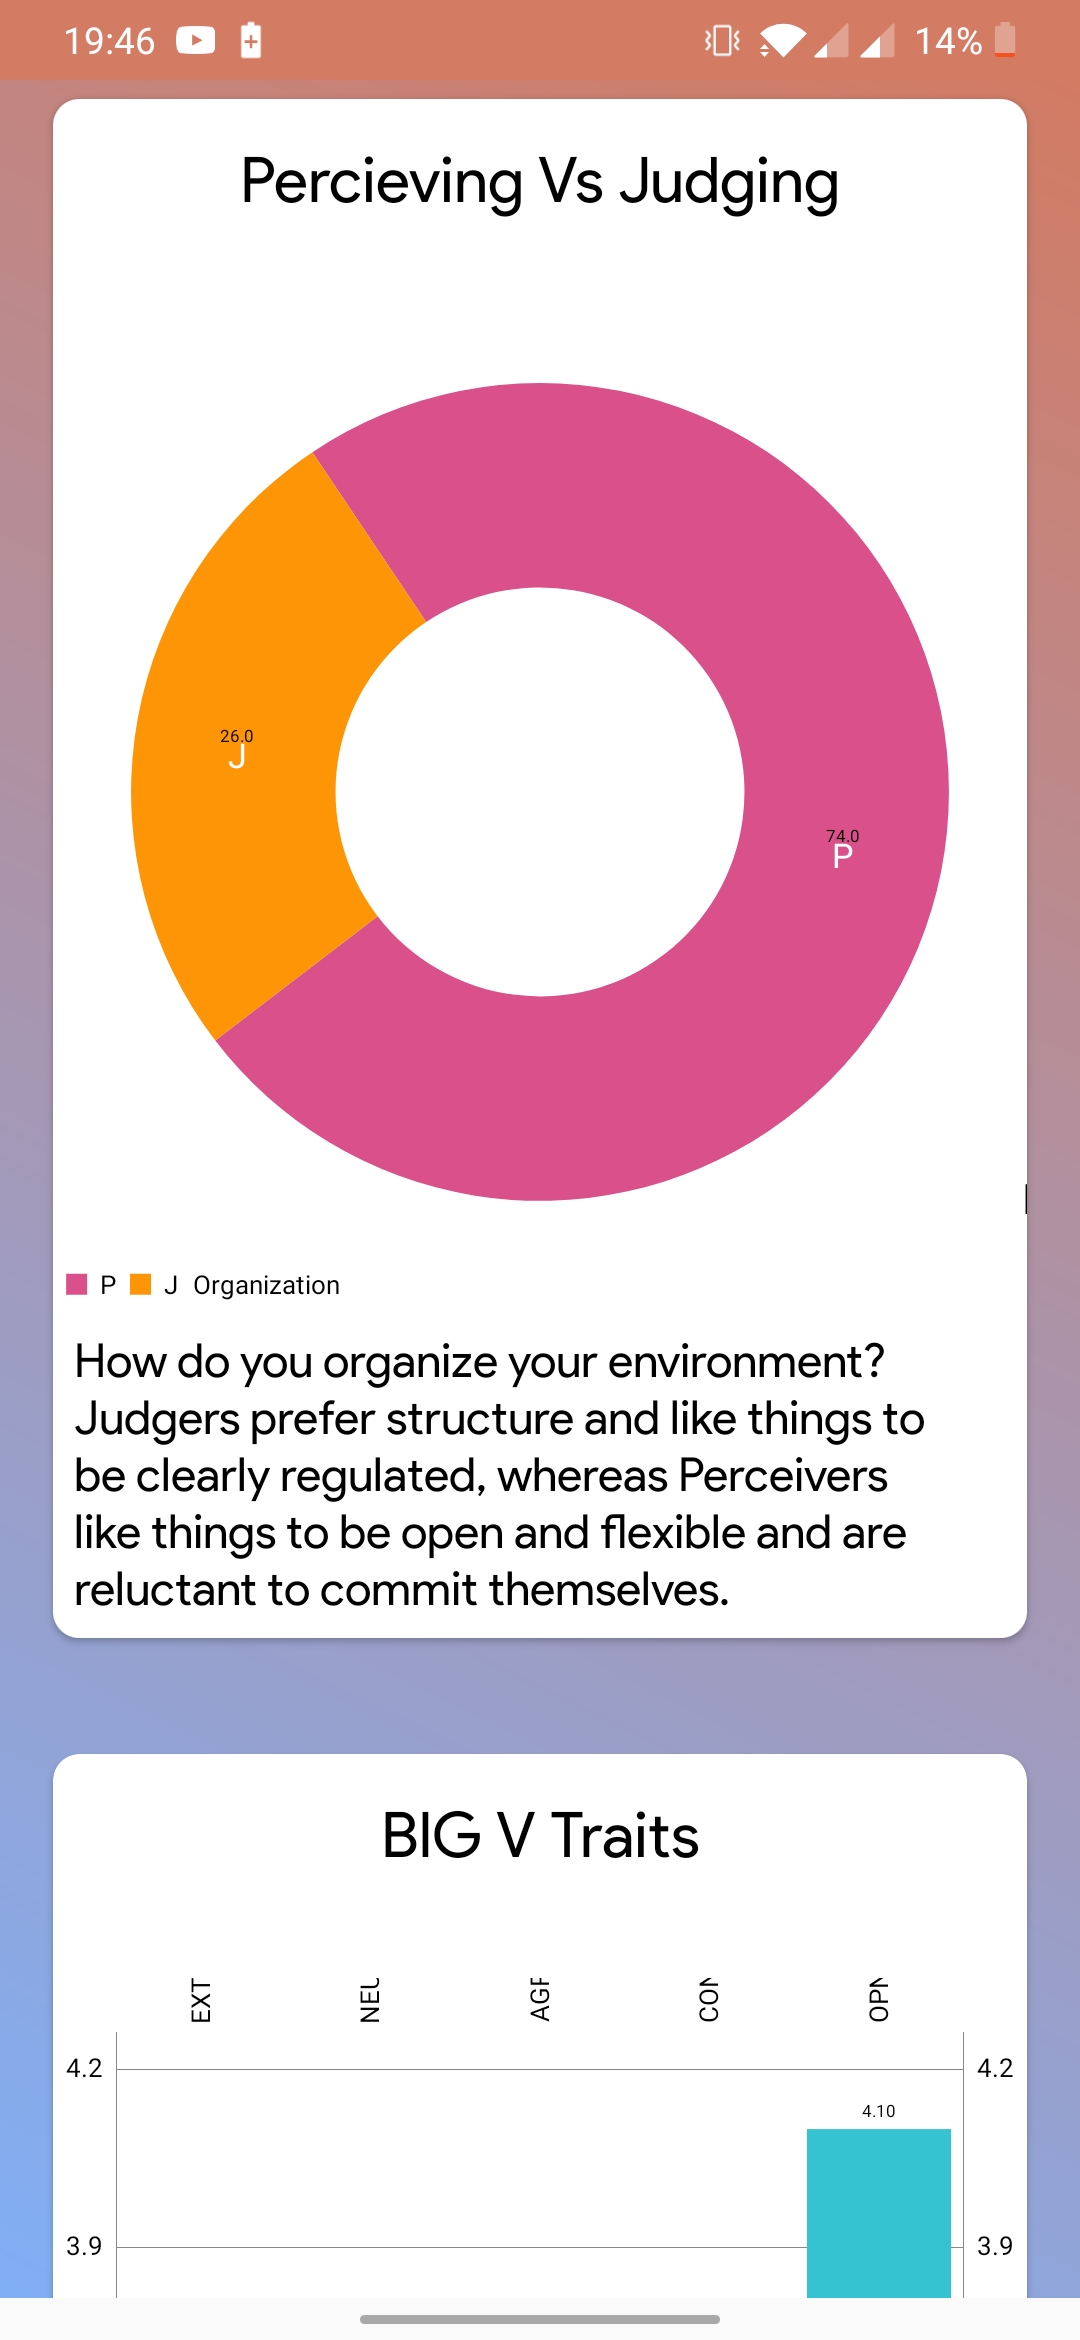 19:46 14%
Percieving Vs Judging
26.0
J
74.0
P
P J Organization
How do you organize your environment?
Judgers prefer structure and like things to
be clearly regulated, whereas Perceivers
like things to be open and flexible and are
reluctant to commit themselves.
BIG V Traits
EXT NEU AGR CON OPN
4.2 4.2
4.10
3.9 3.9